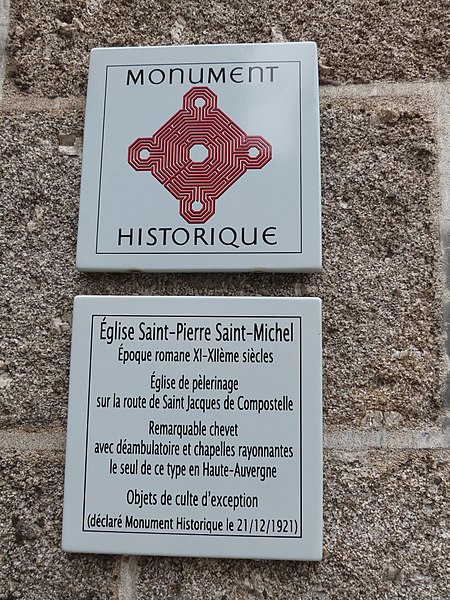 MONUMENT
HISTORIQUE
Église Saint-Pierre Saint-Michel
Époque romane XI-XIIème siècles
Église de pèlerinage
sur la route de Saint Jacques de Compostelle
Remarquable chevet
avec déambulatoire et chapelles rayonnantes
le seul de ce type en Haute-Auvergne
Objets de culte d'exception
(déclaré Monument Historique le 21/12/1921)